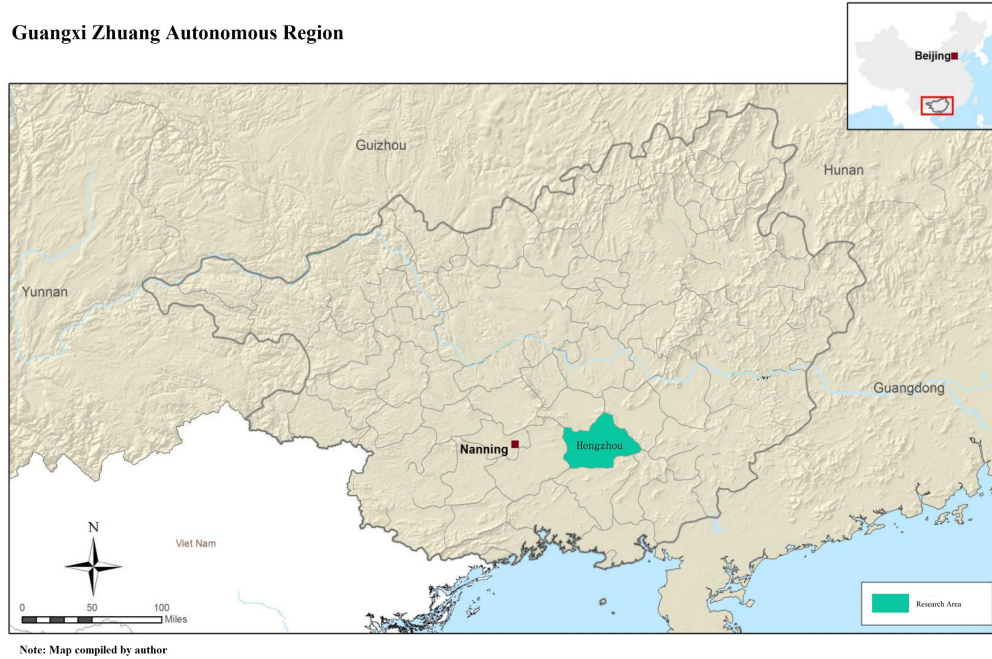 Guangxi Zhuang Autonomous Region
Beijing
Guizhou
Hunan
Yunnan
Guangdong
Nanning
Hengzhou
N
Viet Nam
0 50 100
Miles
Research Area
Note: Map compiled by author